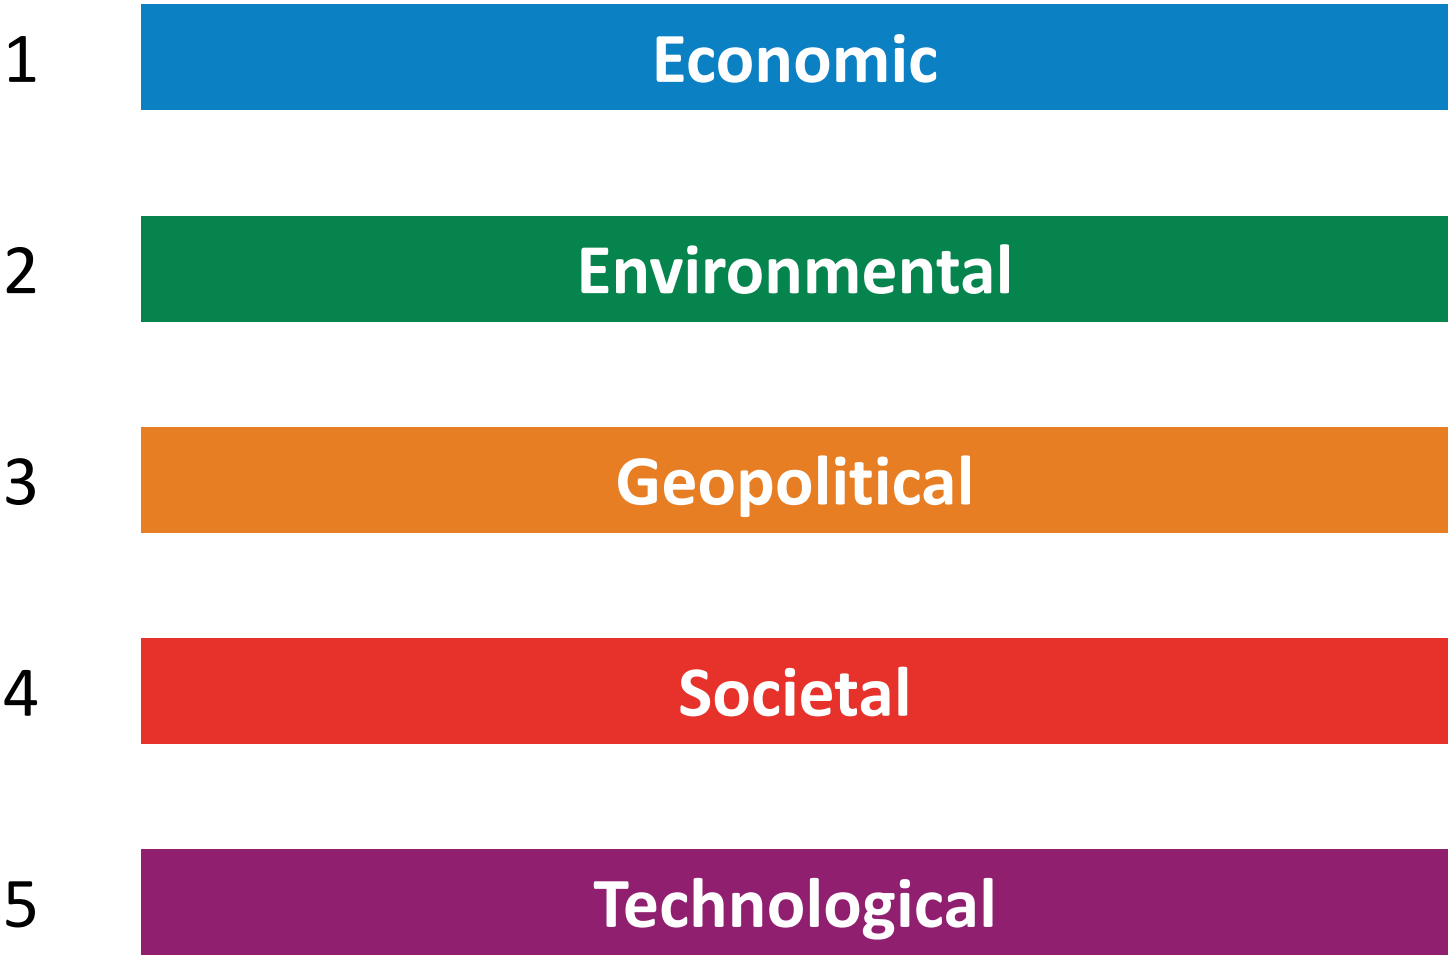 1 Economic
2 Environmental
3 Geopolitical
4 Societal
5 Technological